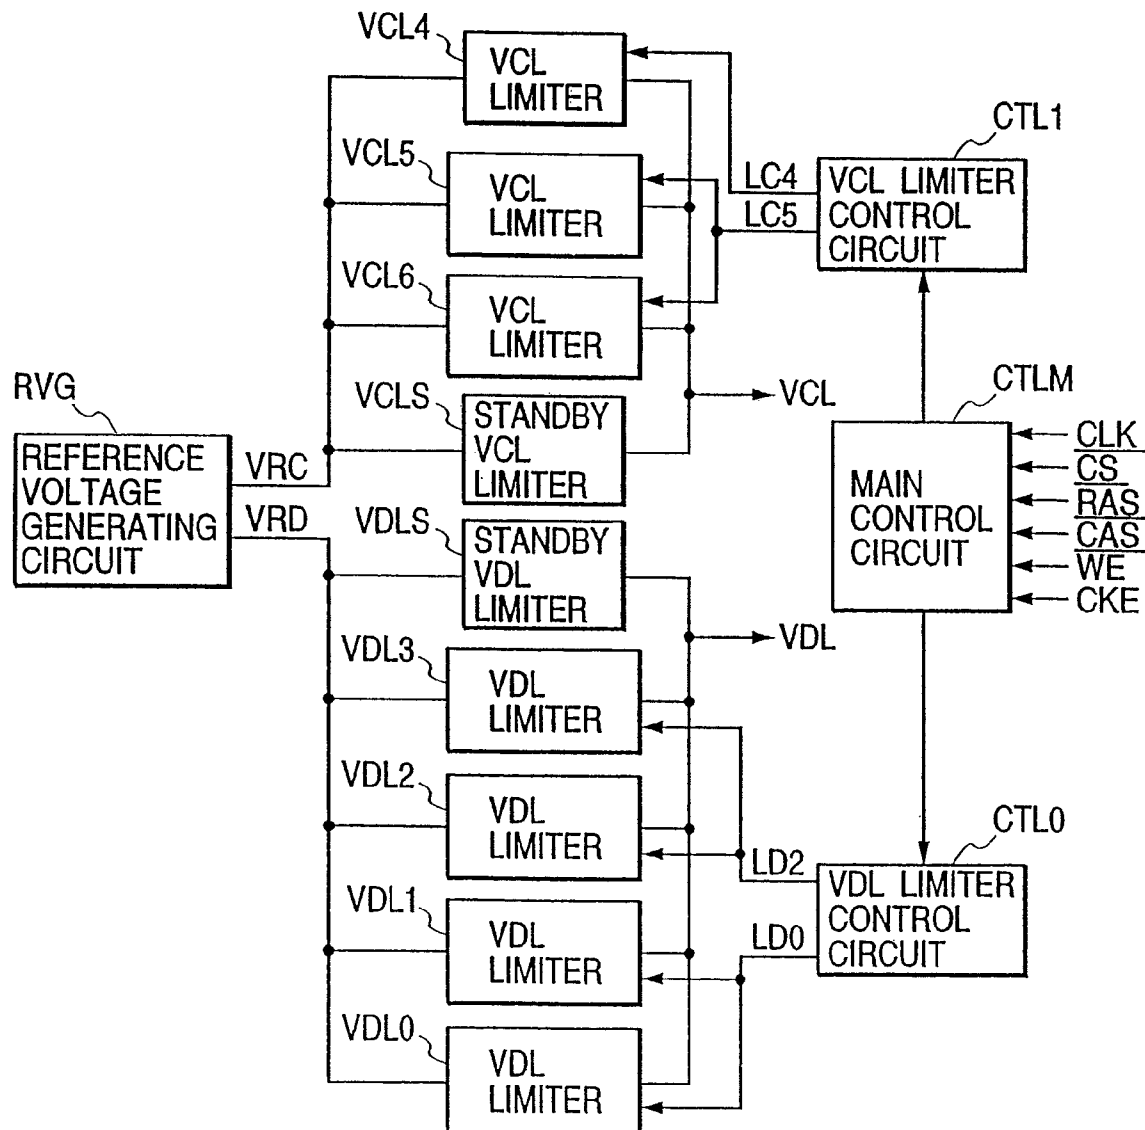 VCL4
VCL
LIMITER
VCL5
VCL
LIMITER
VCL6
VCL
LIMITER
VCLS
STANDBY
VCL
LIMITER
RVG
REFERENCE
VOLTAGE
GENERATING
CIRCUIT
VRC
VRD
VDLS
STANDBY
VDL
LIMITER
VDL3
VDL
LIMITER
VDL2
VDL
LIMITER
VDL1
VDL
LIMITER
VDL0
VDL
LIMITER
VCL
VDL
LC4
LC5
CTL1
VCL LIMITER
CONTROL
CIRCUIT
CTLM
MAIN
CONTROL
CIRCUIT
CLK
CS
RAS
CAS
WE
CKE
LD2
LD0
CTL0
VDL LIMITER
CONTROL
CIRCUIT